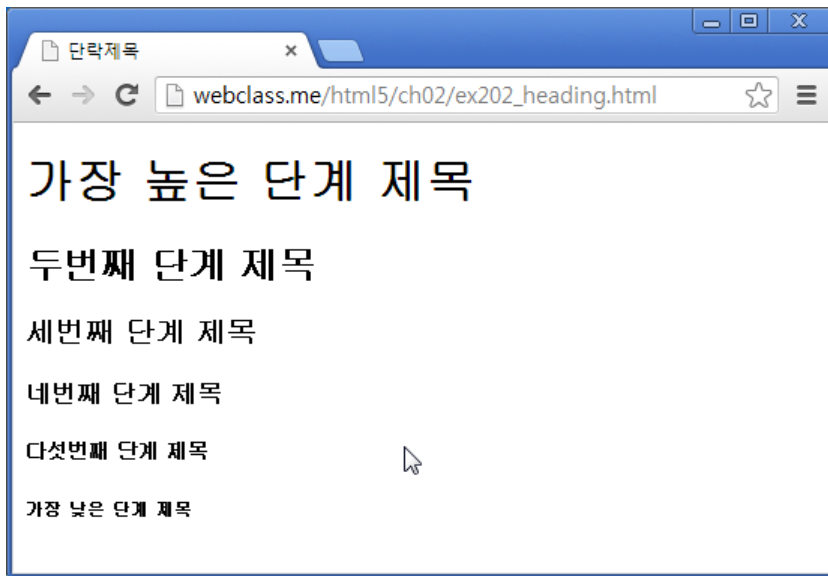 단락제목
webclass.me/html5/ch02/ex202_heading.html
가장 높은 단계 제목
두번째 단계 제목
세번째 단계 제목
네번째 단계 제목
다섯번째 단계 제목
가장 낮은 단계 제목